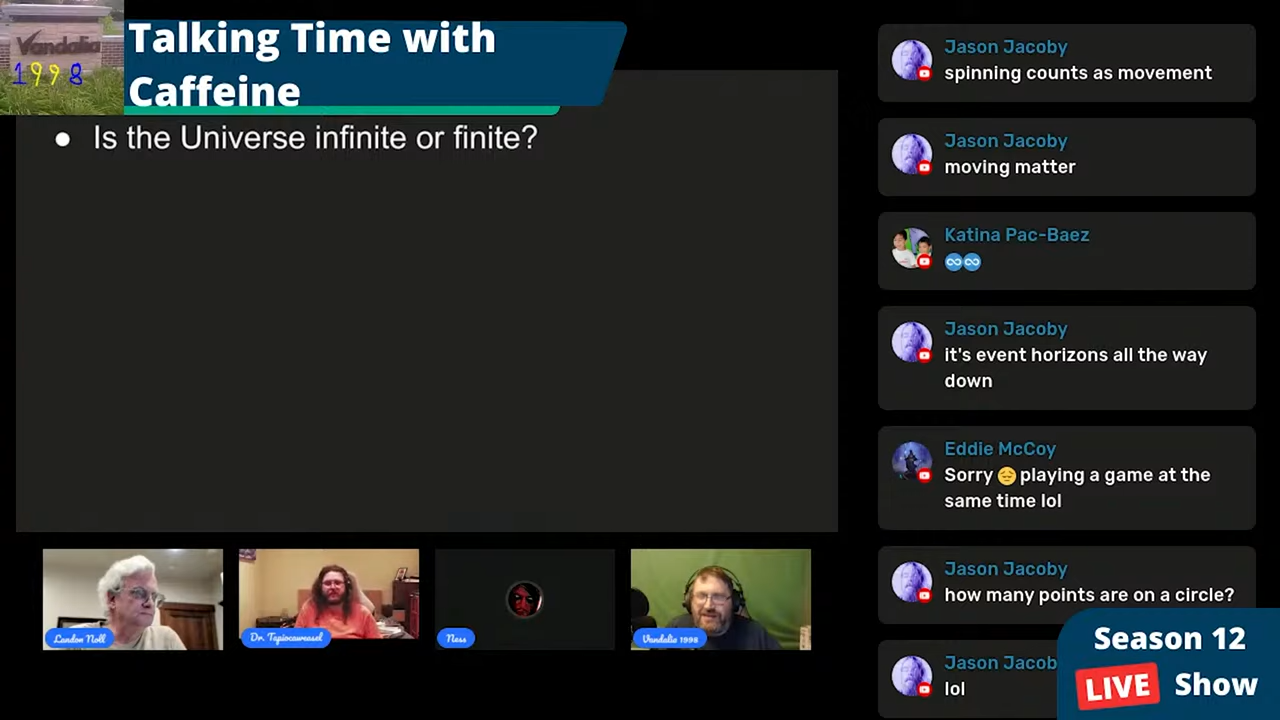 Vandalia
1998
Talking Time with
Caffeine
● Is the Universe infinite or finite?
Landon Noll
Dr. Tapiocaweasel
Ness
Vandalia 1998
Jason Jacoby
spinning counts as movement
Jason Jacoby
moving matter
Katina Pac-Baez
♾️♾️
Jason Jacoby
it's event horizons all the way
down
Eddie McCoy
Sorry 😔 playing a game at the
same time lol
Jason Jacoby
how many points are on a circle?
Jason Jacob
lol
Season 12
LIVE Show